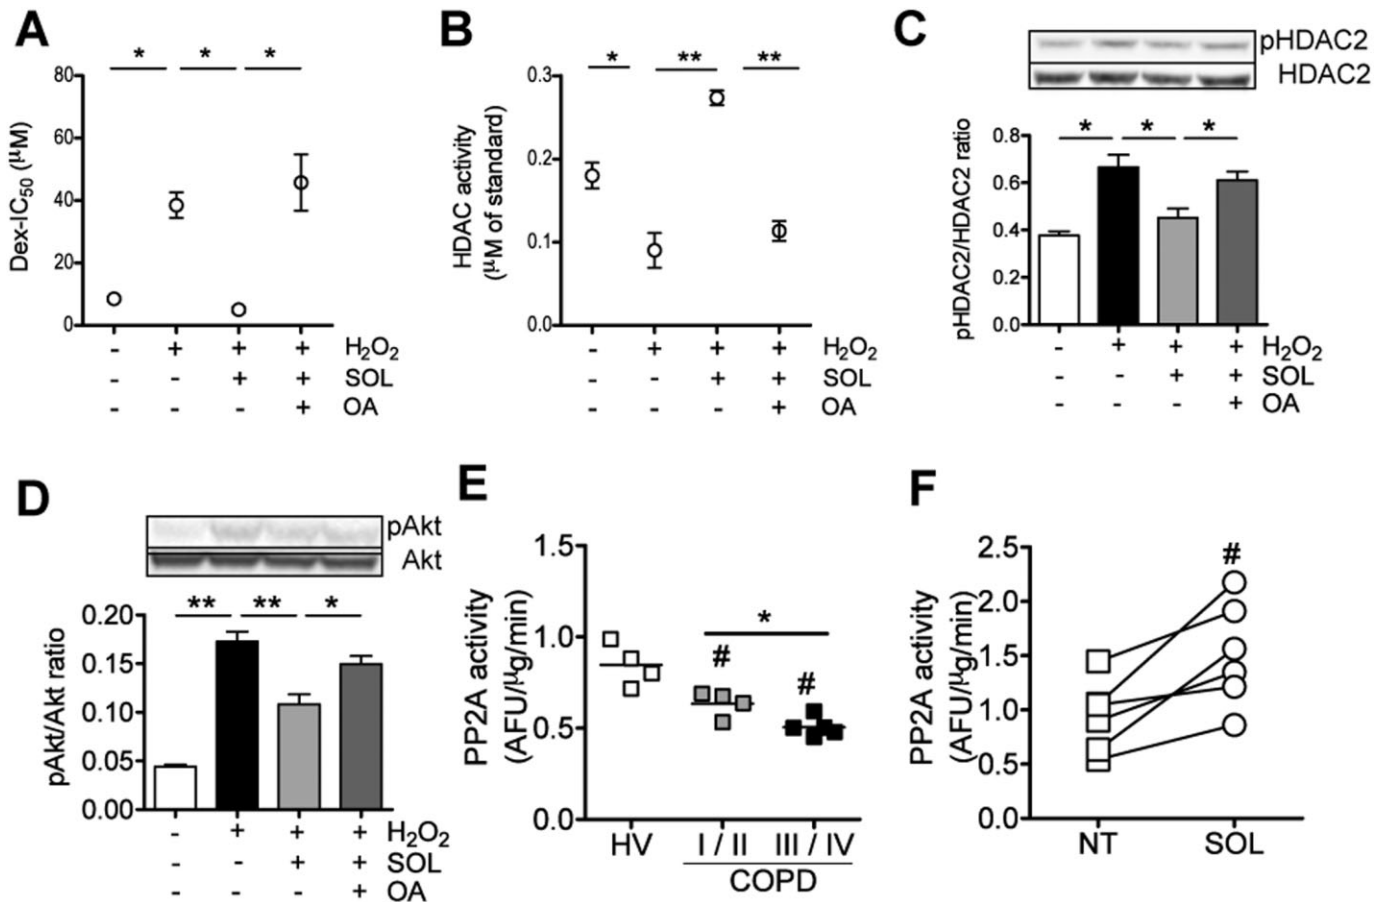 A
* * *
80
60
40
20
0
Dex-IC50 (μM)
- + + + H2O2
- - + + SOL
- - - + OA
B
* ** **
0.3
0.2
0.1
0.0
HDAC activity
(μM of standard)
- + + + H2O2
- - + + SOL
- - - + OA
C
pHDAC2
HDAC2
* * *
0.8
0.6
0.4
0.2
0.0
pHDAC2/HDAC2 ratio
- + + + H2O2
- - + + SOL
- - - + OA
D
pAkt
Akt
** ** *
0.20
0.15
0.10
0.05
0.00
pAkt/Akt ratio
- + + + H2O2
- - + + SOL
- - - + OA
E
1.5
1.0
0.5
0.0
PP2A activity
(AFU/μg/min)
*
#
#
HV I / II III / IV
COPD
F
2.5
2.0
1.5
1.0
0.5
0.0
PP2A activity
(AFU/μg/min)
#
NT SOL